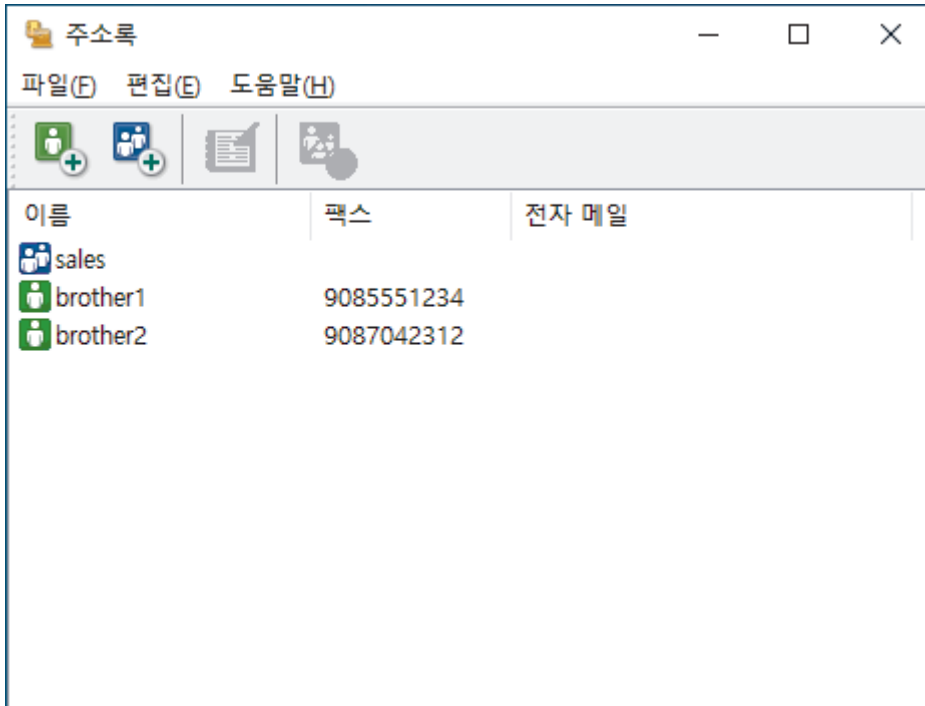 주소록
파일(F) 편집(E) 도움말(H)
이름 팩스 전자 메일
sales
brother1 9085551234
brother2 9087042312